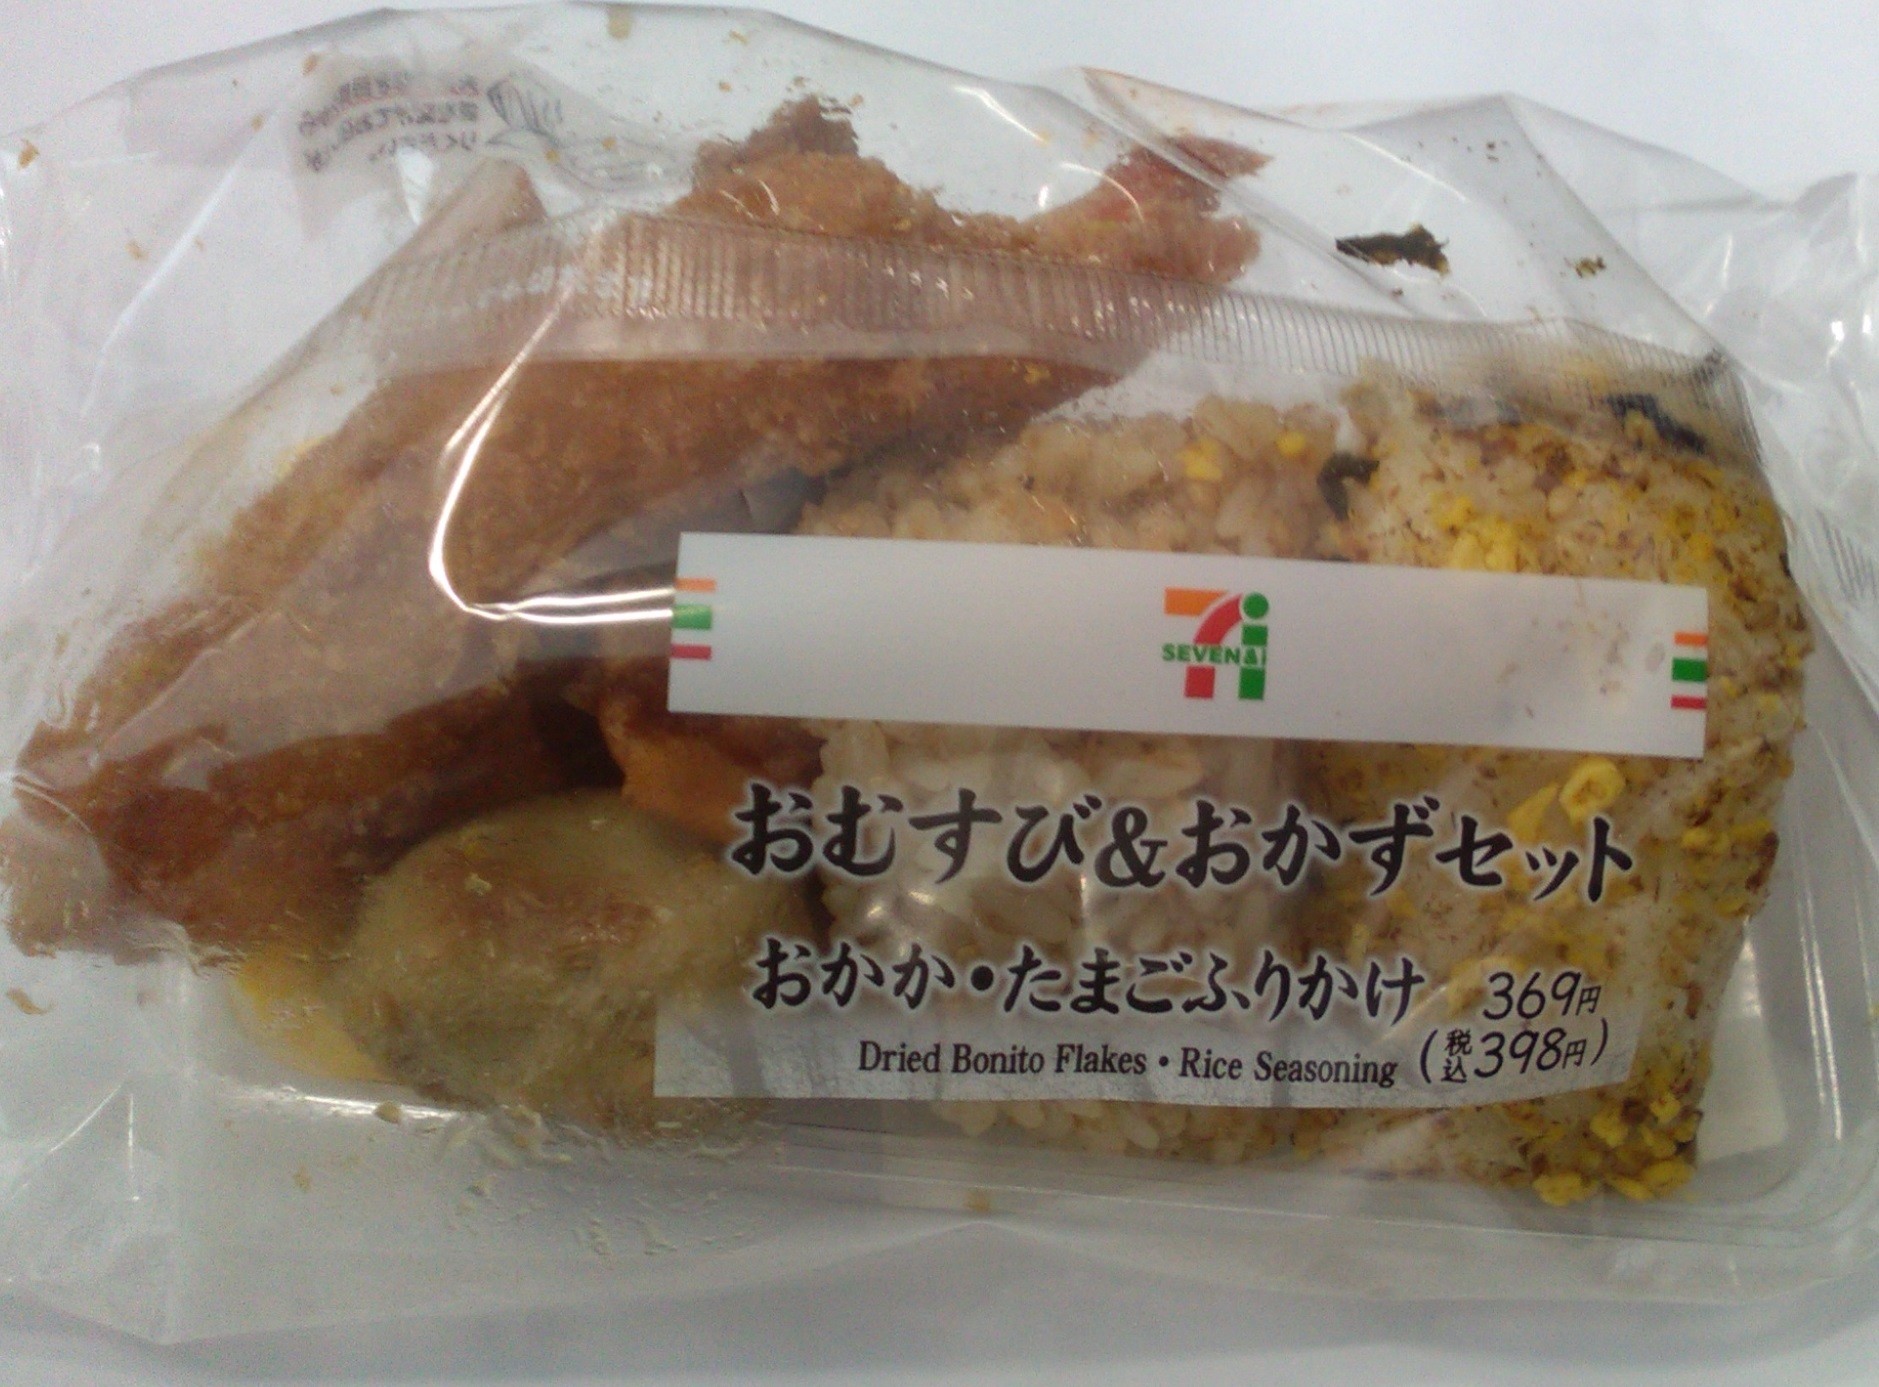 SEVEN&i
おむすび&おかずセット
おかか・たまごふりかけ 369円
Dried Bonito Flakes・Rice Seasoning (税込398円)